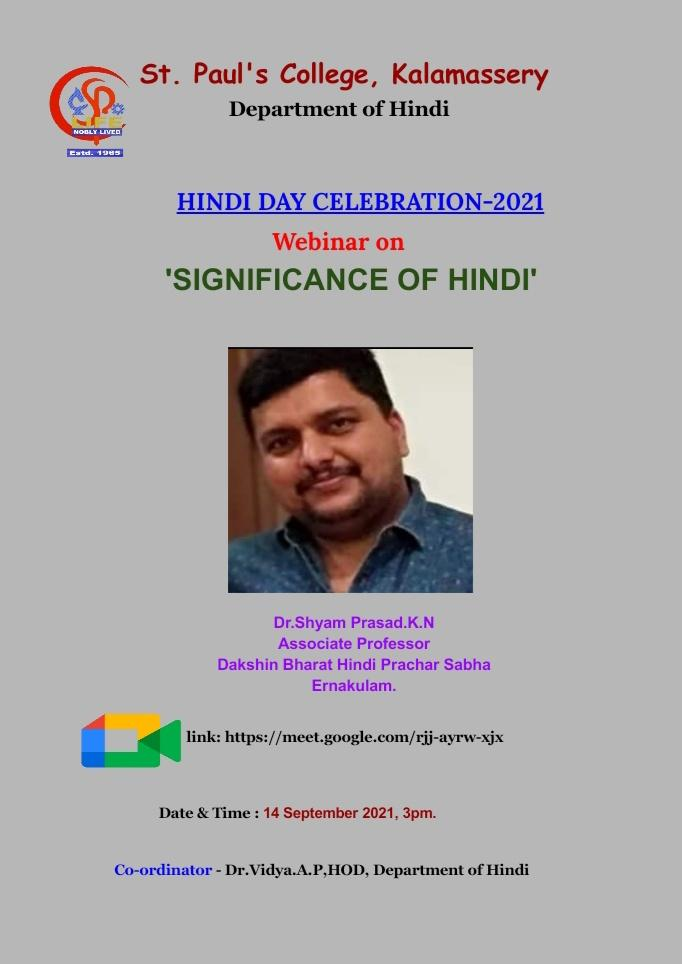 St. Paul's College, Kalamassery
Department of Hindi
LIFE
NOBLY LIVED
Estd. 1965
HINDI DAY CELEBRATION-2021
Webinar on
'SIGNIFICANCE OF HINDI'
Dr.Shyam Prasad.K.N
Associate Professor
Dakshin Bharat Hindi Prachar Sabha
Ernakulam.
link: https://meet.google.com/rjj-ayrw-xjx
Date & Time : 14 September 2021, 3pm.
Co-ordinator - Dr.Vidya.A.P,HOD, Department of Hindi